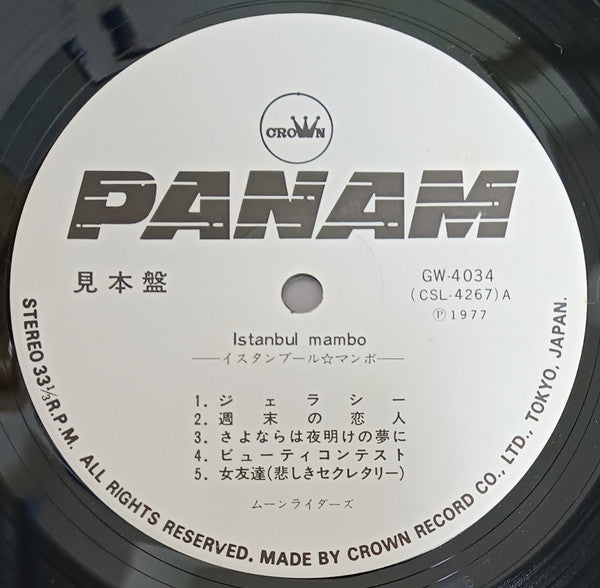 CROWN
PANAM
見本盤
GW-4034
(CSL-4267)A
Ⓟ1977
Istanbul mambo
——イスタンブール☆マンボ——
1. ジェラシー
2. 週末の恋人
3. さよならは夜明けの夢に
4. ビューティコンテスト
5. 女友達(悲しきセクレタリー)
ムーンライダーズ
STEREO 33⅓R.P.M. ALL RIGHTS RESERVED. MADE BY CROWN RECORD CO., LTD., TOKYO, JAPAN.